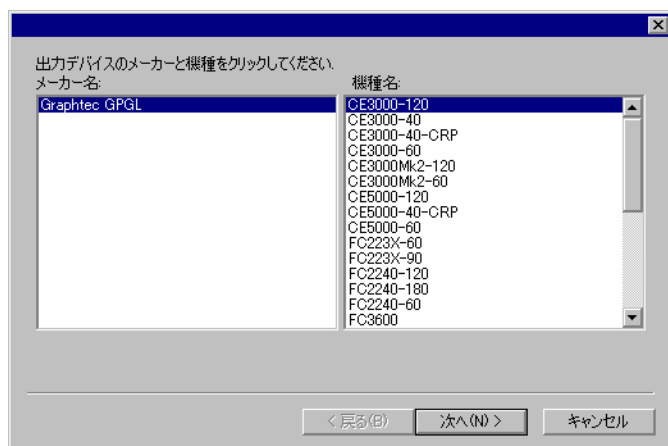 出力デバイスのメーカーと機種をクリックしてください.
メーカー名:
機種名:
Graphtec GPGL
CE3000-120
CE3000-40
CE3000-40-CRP
CE3000-60
CE3000Mk2-120
CE3000Mk2-60
CE5000-120
CE5000-40-CRP
CE5000-60
FC223X-60
FC223X-90
FC2240-120
FC2240-180
FC2240-60
FC3600
< 戻る(B)
次へ(N) >
キャンセル